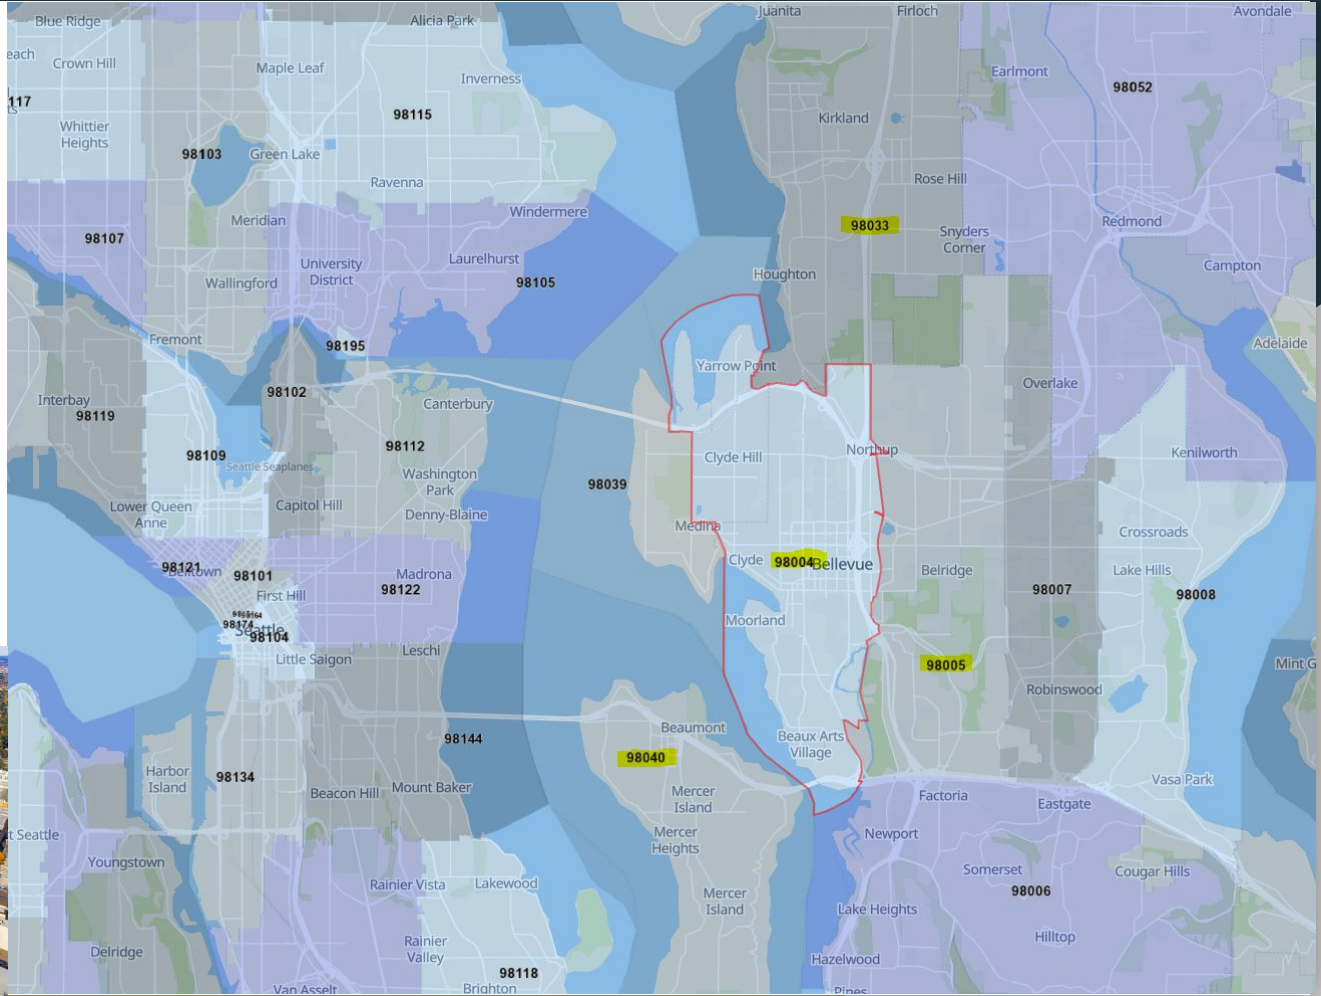 Blue Ridge
Alicia Park
Juanita
Firloch
Avondale
each
Crown Hill
Maple Leaf
Inverness
Earlmont
98052
117
ts
98115
Kirkland
Whittier
Heights
98103
Green Lake
Ravenna
Rose Hill
Windermere
Meridian
98033
Redmond
98107
Snyders
Corner
University
District
Laurelhurst
Campton
Wallingford
98105
Houghton
Fremont
98195
Adelaide
Yarrow Point
98102
Overlake
Interbay
98119
Canterbury
98112
98109
Seattle Seaplanes
Washington
Park
Clyde Hill
Northup
Kenilworth
98039
Lower Queen
Anne
Capitol Hill
Denny-Blaine
Medina
Crossroads
98121
Belltown
98101
Madrona
98122
Clyde
98004
Bellevue
Belridge
Lake Hills
98007
98008
First Hill
98174
Seattle
98104
Moorland
Little Saigon
Leschi
98005
Mint G
Robinswood
98144
Beaumont
Beaux Arts
Village
98040
Harbor
Island
98134
Beacon Hill
Mount Baker
Mercer
Island
Vasa Park
Factoria
Eastgate
t Seattle
Mercer
Heights
Newport
Youngstown
Rainier Vista
Lakewood
Somerset
98006
Cougar Hills
Mercer
Island
Lake Heights
Delridge
Rainier
Valley
Hilltop
Hazelwood
98118
Van Asselt
Brighton
Pines